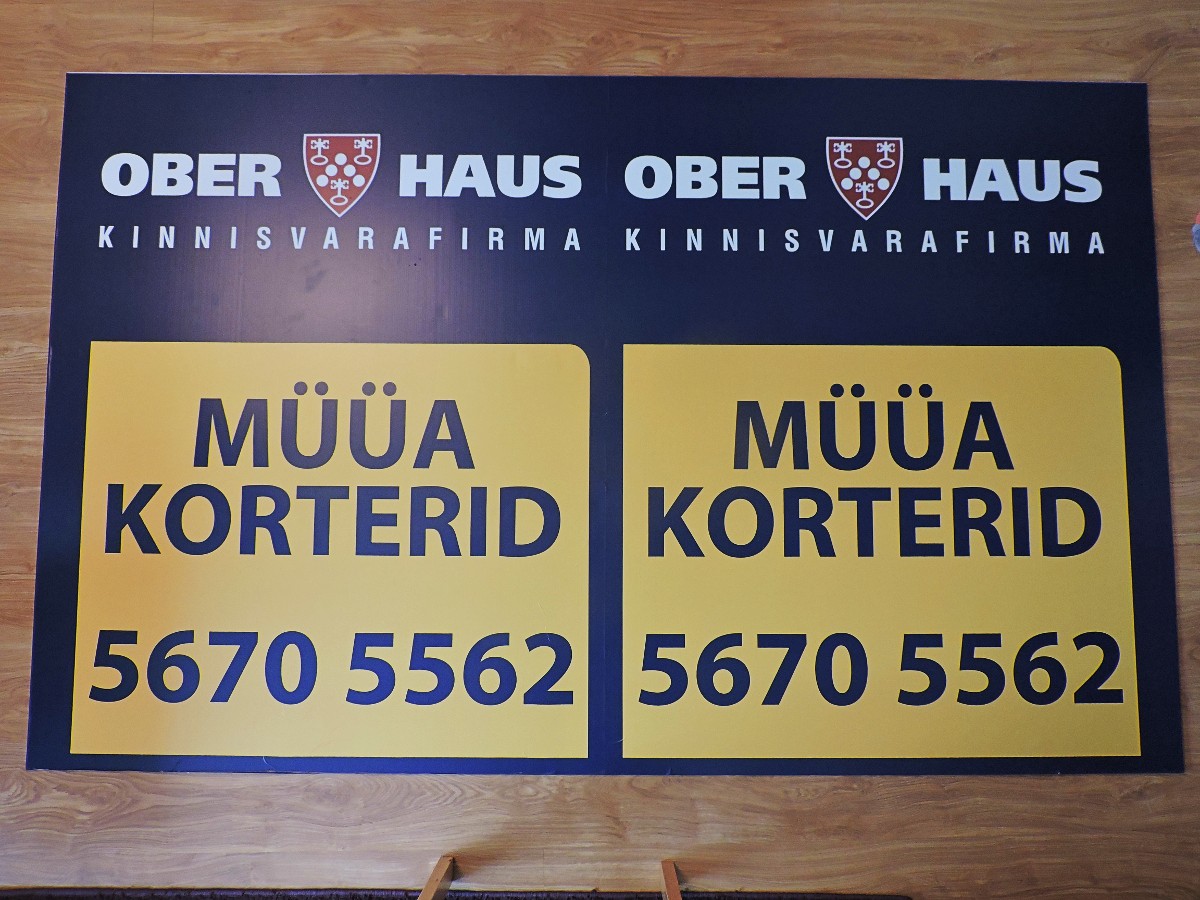 OBER HAUS
KINNISVARAFIRMA
MÜÜA
KORTERID
5670 5562
OBER HAUS
KINNISVARAFIRMA
MÜÜA
KORTERID
5670 5562